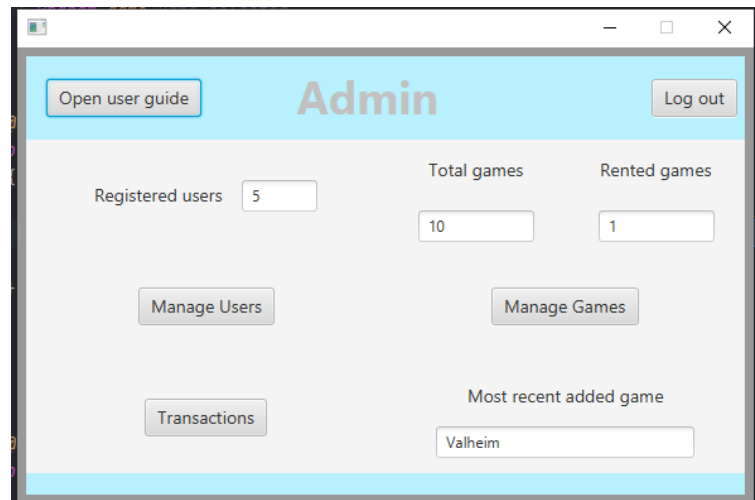 Open user guide
Admin
Log out
Total games
Rented games
Registered users
5
10
1
Manage Users
Manage Games
Most recent added game
Transactions
Valheim